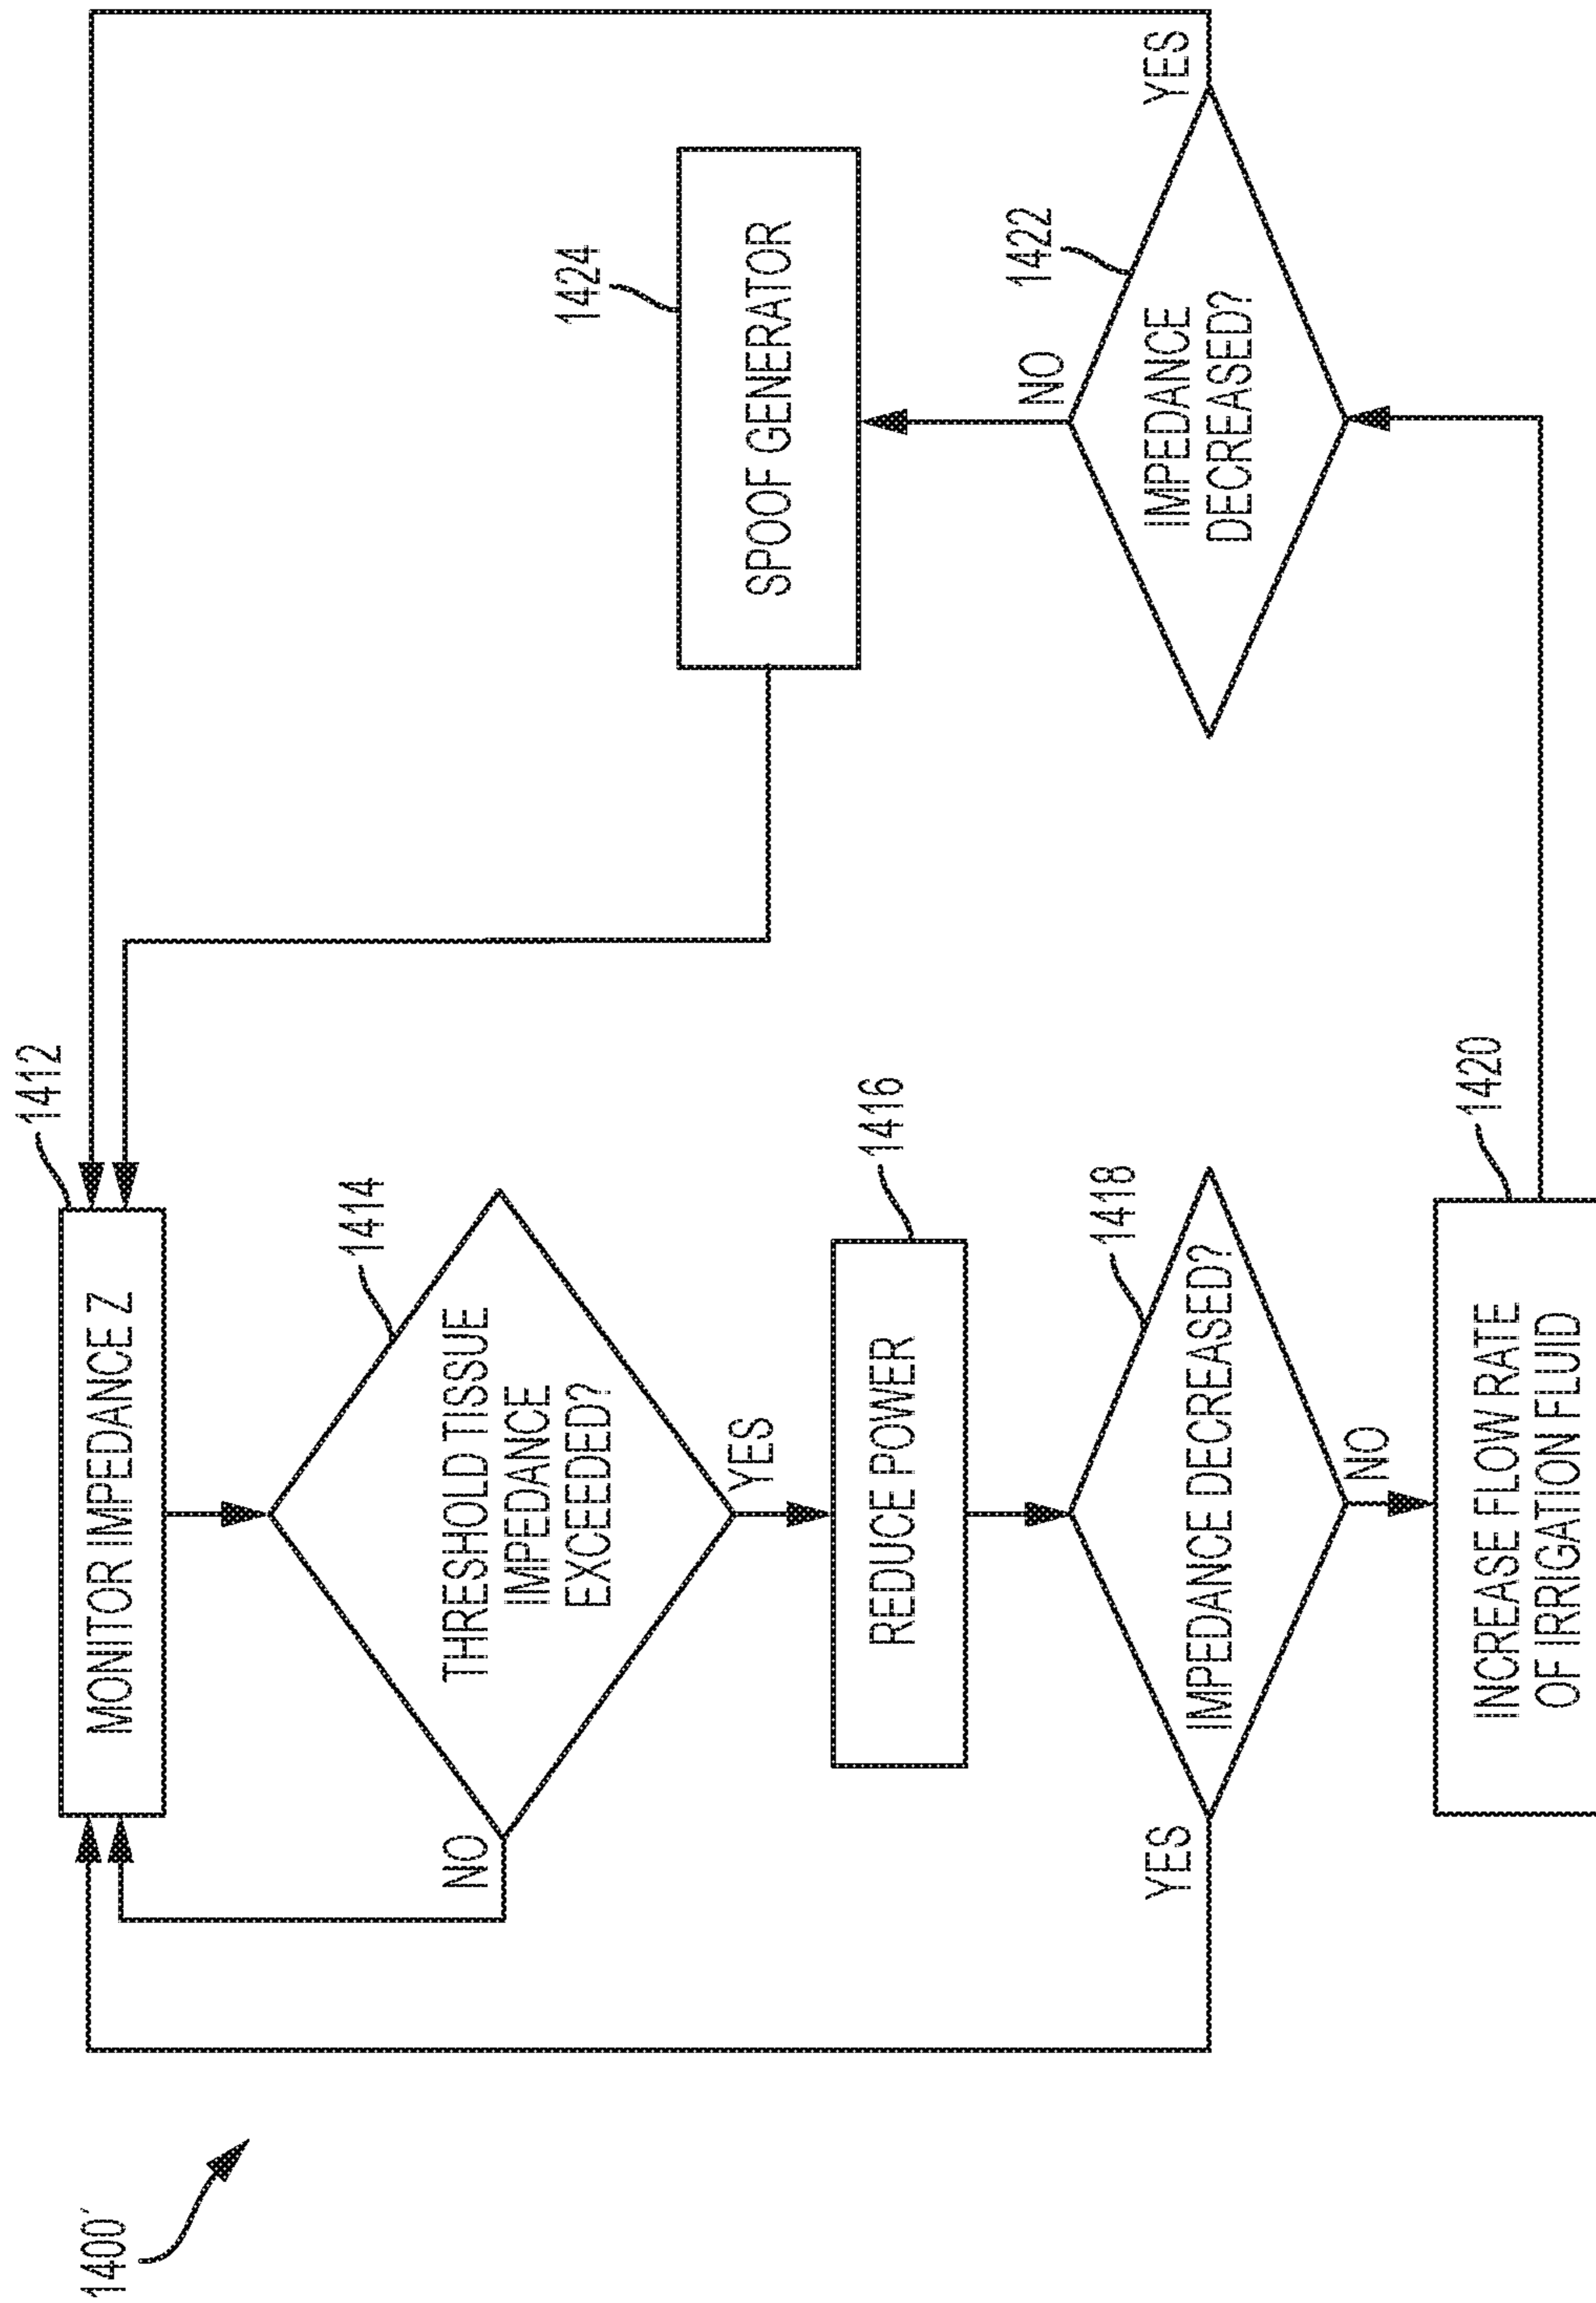 1400'
1412
MONITOR IMPEDANCE Z
1414
THRESHOLD TISSUE
IMPEDANCE
EXCEEDED?
NO
YES
1416
REDUCE POWER
1418
IMPEDANCE DECREASED?
YES
NO
1420
INCREASE FLOW RATE
OF IRRIGATION FLUID
1424
SPOOF GENERATOR
NO
1422
IMPEDANCE
DECREASED?
YES